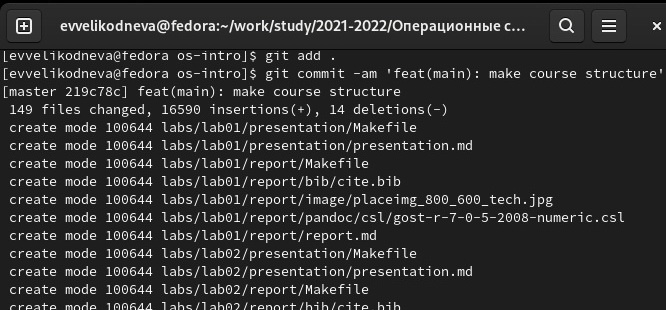 evvelikodneva@fedora:~/work/study/2021-2022/Операционные с...
[evvelikodneva@fedora os-intro]$ git add .
[evvelikodneva@fedora os-intro]$ git commit -am 'feat(main): make course structure'
[master 219c78c] feat(main): make course structure
 149 files changed, 16590 insertions(+), 14 deletions(-)
 create mode 100644 labs/lab01/presentation/Makefile
 create mode 100644 labs/lab01/presentation/presentation.md
 create mode 100644 labs/lab01/report/Makefile
 create mode 100644 labs/lab01/report/bib/cite.bib
 create mode 100644 labs/lab01/report/image/placeimg_800_600_tech.jpg
 create mode 100644 labs/lab01/report/pandoc/csl/gost-r-7-0-5-2008-numeric.csl
 create mode 100644 labs/lab01/report/report.md
 create mode 100644 labs/lab02/presentation/Makefile
 create mode 100644 labs/lab02/presentation/presentation.md
 create mode 100644 labs/lab02/report/Makefile
 create mode 100644 labs/lab02/report/bib/cite.bib